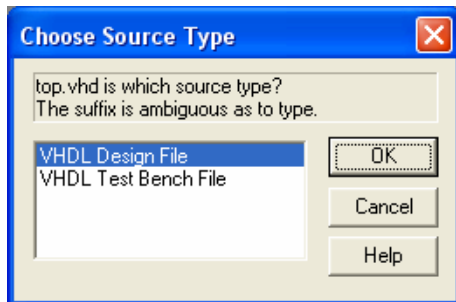 Choose Source Type
top.vhd is which source type?
The suffix is ambiguous as to type.
VHDL Design File
VHDL Test Bench File
OK
Cancel
Help